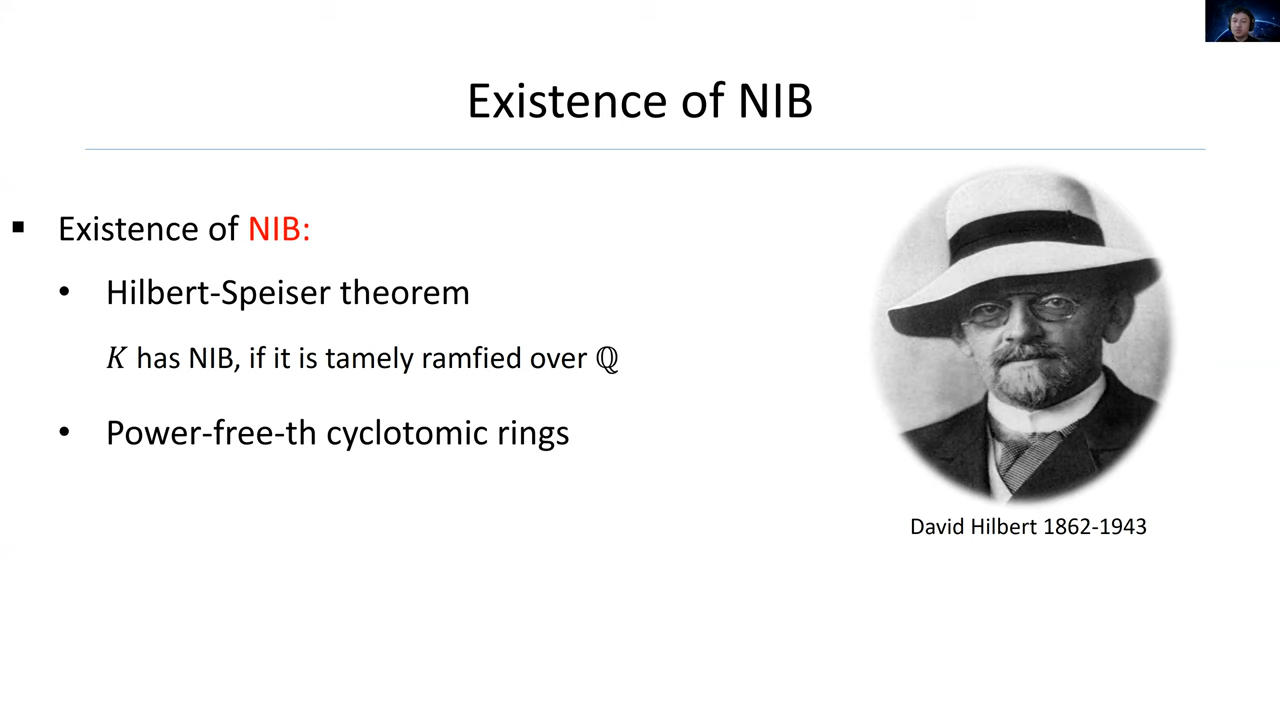 Existence of NIB
Existence of NIB:
Hilbert-Speiser theorem
K has NIB, if it is tamely ramfied over ℚ
Power-free-th cyclotomic rings
David Hilbert 1862-1943